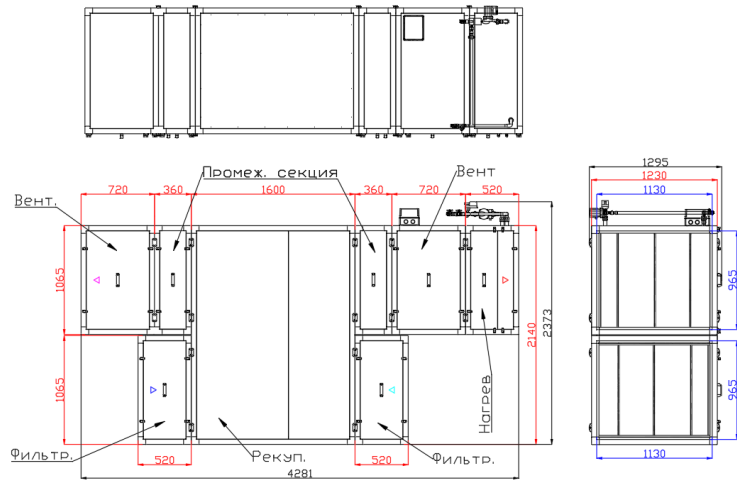 Промеж. секция
Вент
1295
720
360
1600
360
720
520
1230
Вент.
1130
1065
965
2140
2373
1065
965
Нагрев
Фильтр.
Рекуп.
Фильтр.
520
520
1130
4281